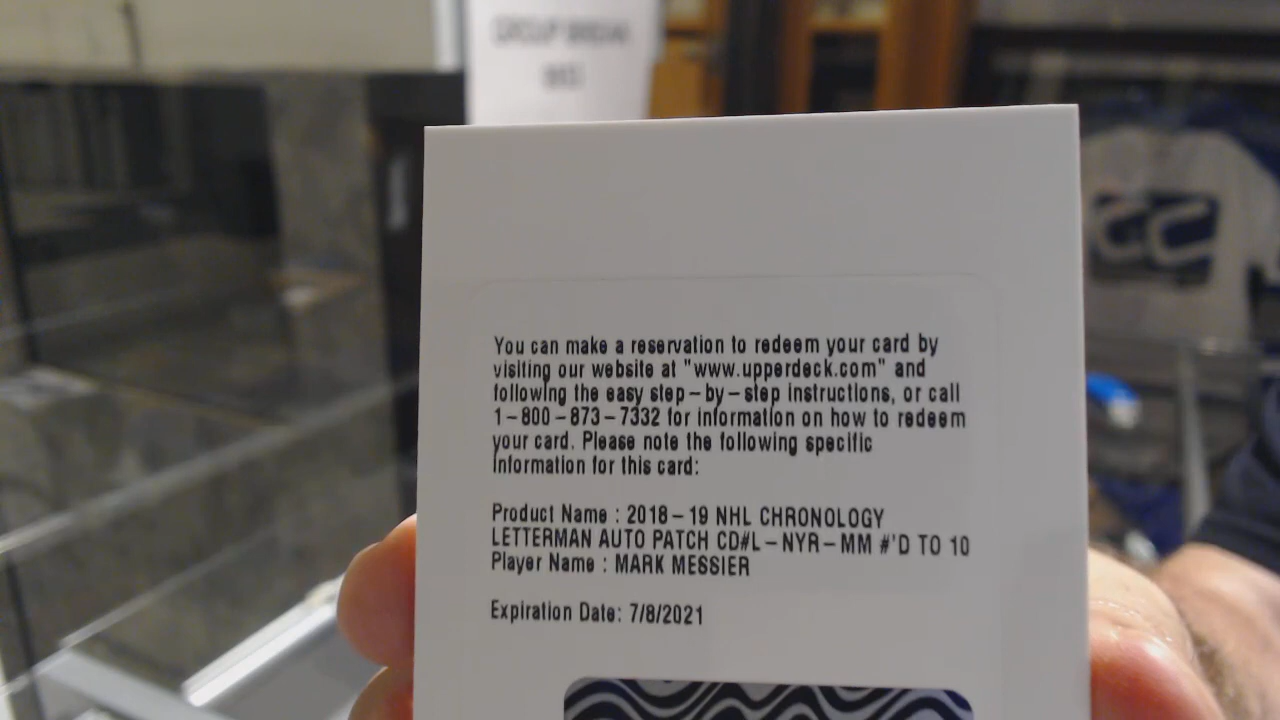 GROUP BREAK
You can make a reservation to redeem your card by
visiting our website at "www.upperdeck.com" and
following the easy step-by-step instructions, or call
1-800-873-7332 for information on how to redeem
your card. Please note the following specific
information for this card:
Product Name : 2018-19 NHL CHRONOLOGY
LETTERMAN AUTO PATCH CD#L-NYR-MM #'D TO 10
Player Name : MARK MESSIER
Expiration Date: 7/8/2021
CC